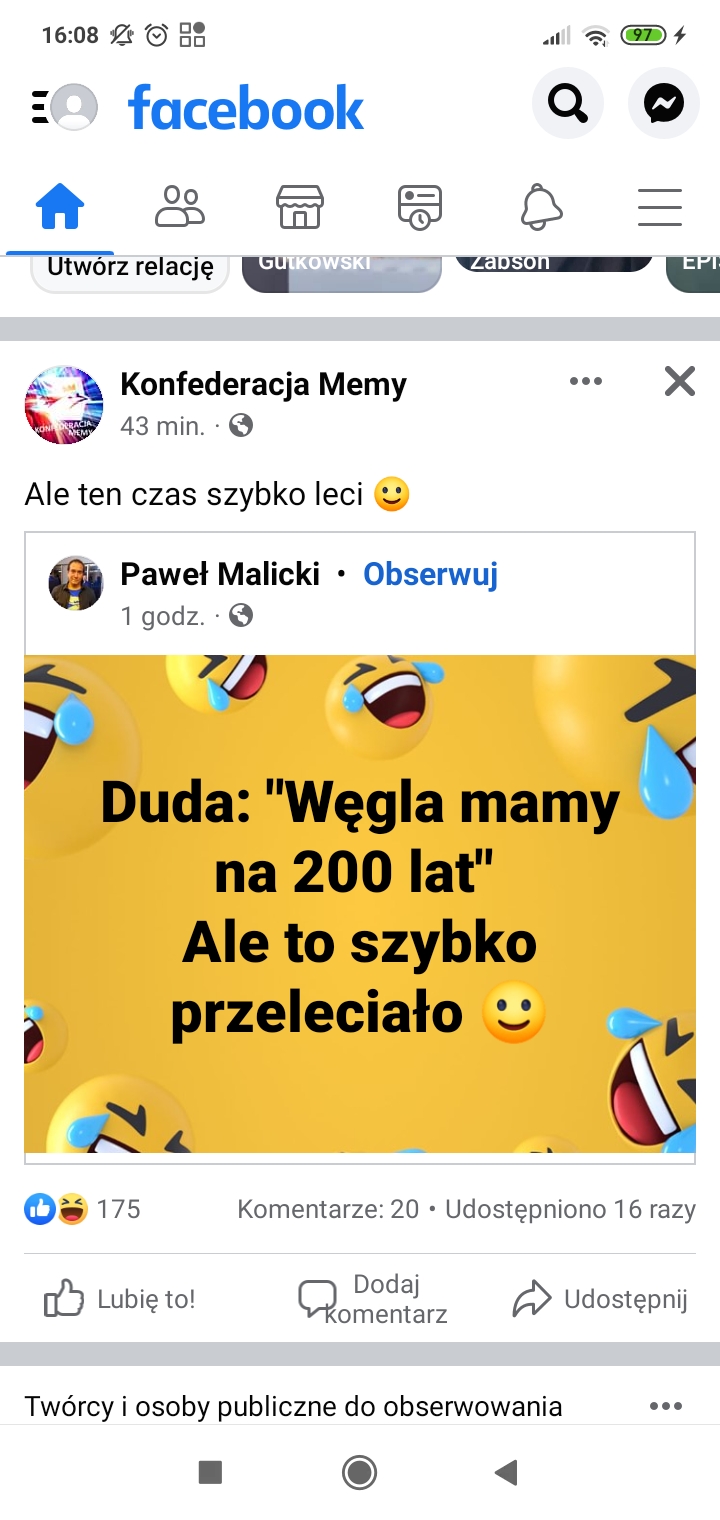 16:08
97
facebook
Utwórz relację
Gutkowski
Żabson
EPI
Konfederacja Memy
43 min. ·
Ale ten czas szybko leci 🙂
Paweł Malicki • Obserwuj
1 godz. ·
Duda: "Węgla mamy
na 200 lat"
Ale to szybko
przeleciało 🙂
175
Komentarze: 20 • Udostępniono 16 razy
Lubię to!
Dodaj
komentarz
Udostępnij
Twórcy i osoby publiczne do obserwowania